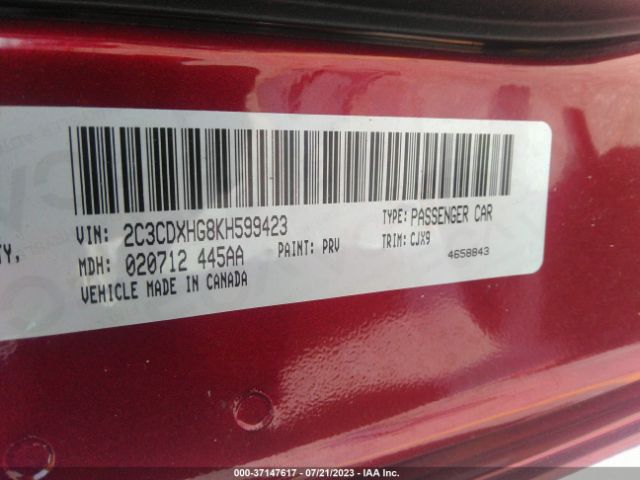 VIN: 2C3CDXHG8KH599423
TYPE: PASSENGER CAR
TY,
MDH: 020712 445AA
PAINT: PRV
TRIM: CJX9
VEHICLE MADE IN CANADA
4658843
000-37147617 - 07/21/2023 - IAA Inc.